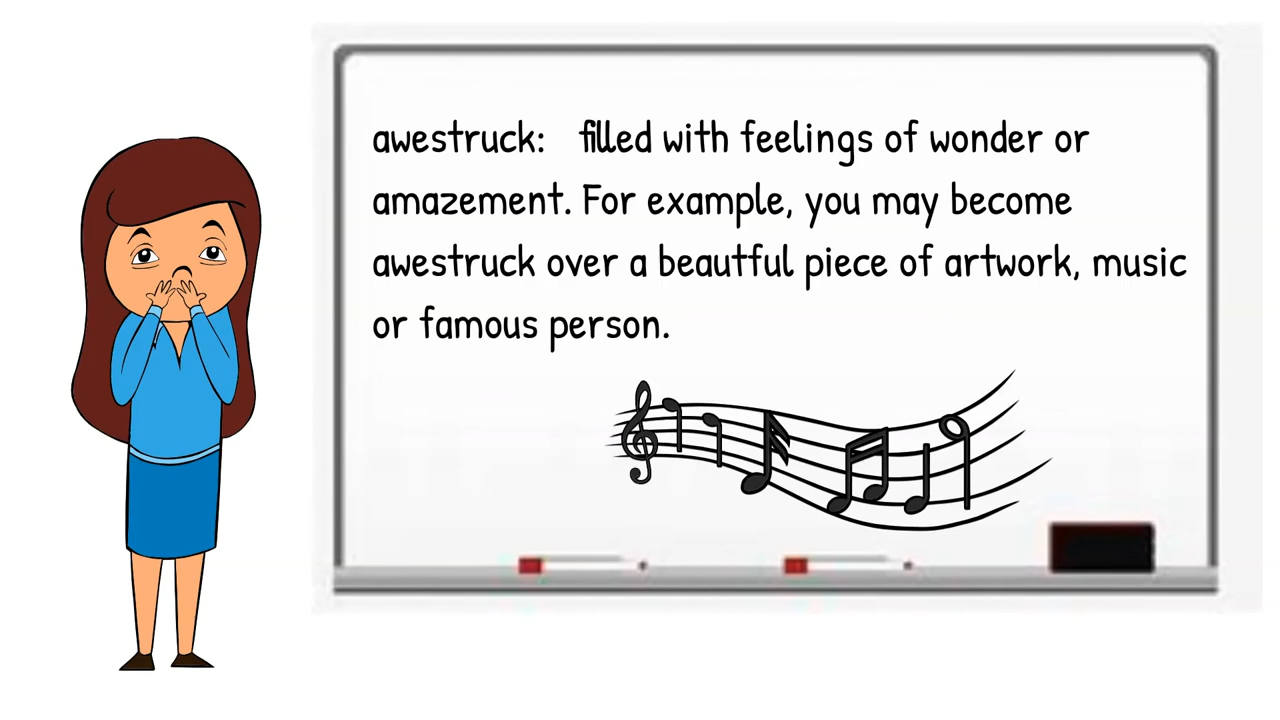 awestruck: filled with feelings of wonder or
amazement. For example, you may become
awestruck over a beautful piece of artwork, music
or famous person.